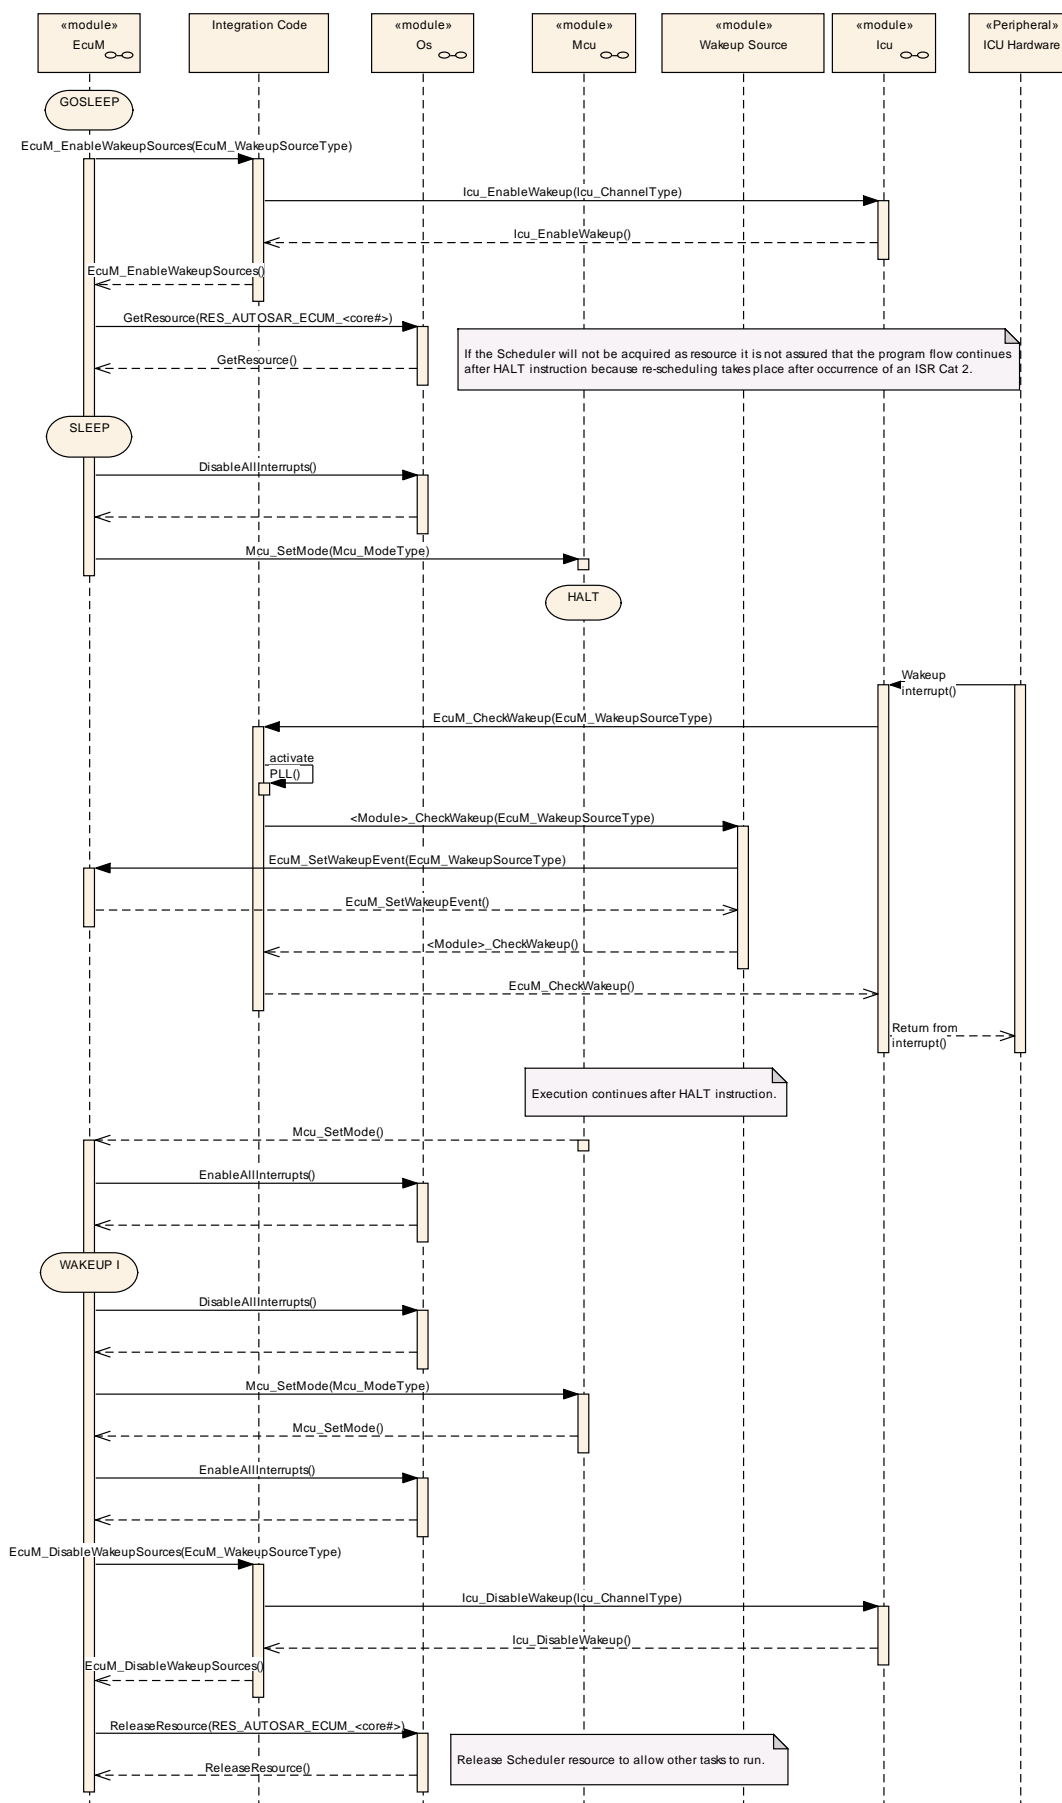 «module»
EcuM
Integration Code
«module»
Os
«module»
Mcu
«module»
Wakeup Source
«module»
Icu
«Peripheral»
ICU Hardware
GOSLEEP
EcuM_EnableWakeupSources(EcuM_WakeupSourceType)
Icu_EnableWakeup(Icu_ChannelType)
Icu_EnableWakeup()
EcuM_EnableWakeupSources()
GetResource(RES_AUTOSAR_ECUM_<core#>)
GetResource()
If the Scheduler will not be acquired as resource it is not assured that the program flow continues
after HALT instruction because re-scheduling takes place after occurrence of an ISR Cat 2.
SLEEP
DisableAllInterrupts()
Mcu_SetMode(Mcu_ModeType)
HALT
Wakeup
interrupt()
EcuM_CheckWakeup(EcuM_WakeupSourceType)
activate
PLL()
<Module>_CheckWakeup(EcuM_WakeupSourceType)
EcuM_SetWakeupEvent(EcuM_WakeupSourceType)
EcuM_SetWakeupEvent()
<Module>_CheckWakeup()
EcuM_CheckWakeup()
Return from
interrupt()
Execution continues after HALT instruction.
Mcu_SetMode()
EnableAllInterrupts()
WAKEUP I
DisableAllInterrupts()
Mcu_SetMode(Mcu_ModeType)
Mcu_SetMode()
EnableAllInterrupts()
EcuM_DisableWakeupSources(EcuM_WakeupSourceType)
Icu_DisableWakeup(Icu_ChannelType)
Icu_DisableWakeup()
EcuM_DisableWakeupSources()
ReleaseResource(RES_AUTOSAR_ECUM_<core#>)
Release Scheduler resource to allow other tasks to run.
ReleaseResource()